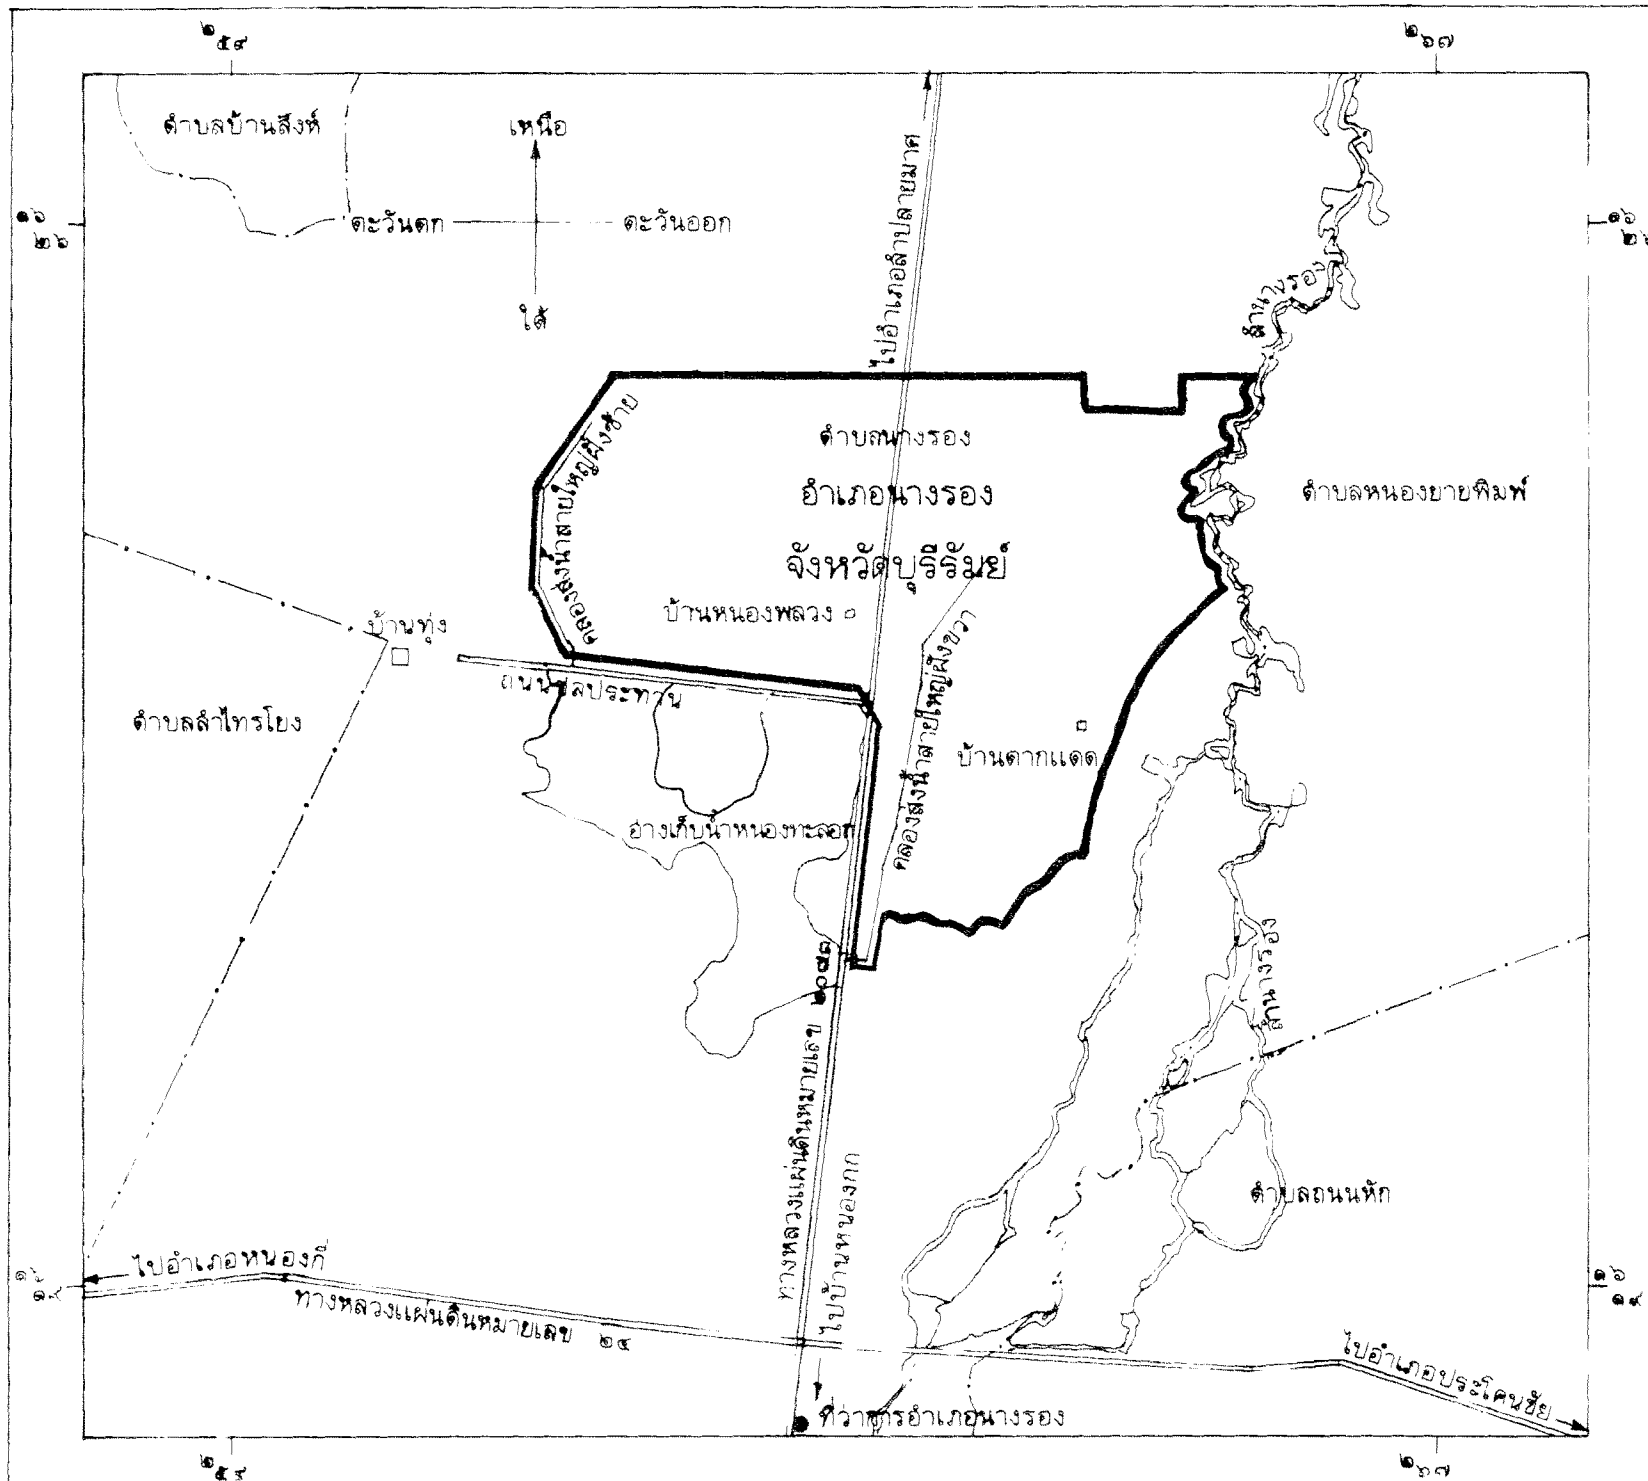 ๒๕๙
๒๖๗
ตำบลบ้านสิงห์
เหนือ
ตะวันตก
ตะวันออก
ใต้
๑๖
๒๖
๑๖
๒๖
ไปอำเภอลำปลายมาศ
ลำนางรอง
คลองส่งน้ำสายใหญ่ฝั่งซ้าย
ตำบลนางรอง
อำเภอนางรอง
จังหวัดบุรีรัมย์
ตำบลหนองยายพิมพ์
บ้านหนองพลวง
บ้านทุ่ง
ถนนชลประทาน
คลองส่งน้ำสายใหญ่ฝั่งขวา
ตำบลลำไทรโยง
บ้านตากแดด
อ่างเก็บน้ำหนองทะลอก
ลำนางรอง
ทางหลวงแผ่นดินหมายเลข
ไปบ้านหนองกก
ตำบลถนนหัก
ไปอำเภอหนองกี่
ทางหลวงแผ่นดินหมายเลข ๒๔
๑๖
๑๙
๑๖
๑๙
ไปอำเภอประโคนชัย
ที่ว่าการอำเภอนางรอง
๒๕๙
๒๖๗